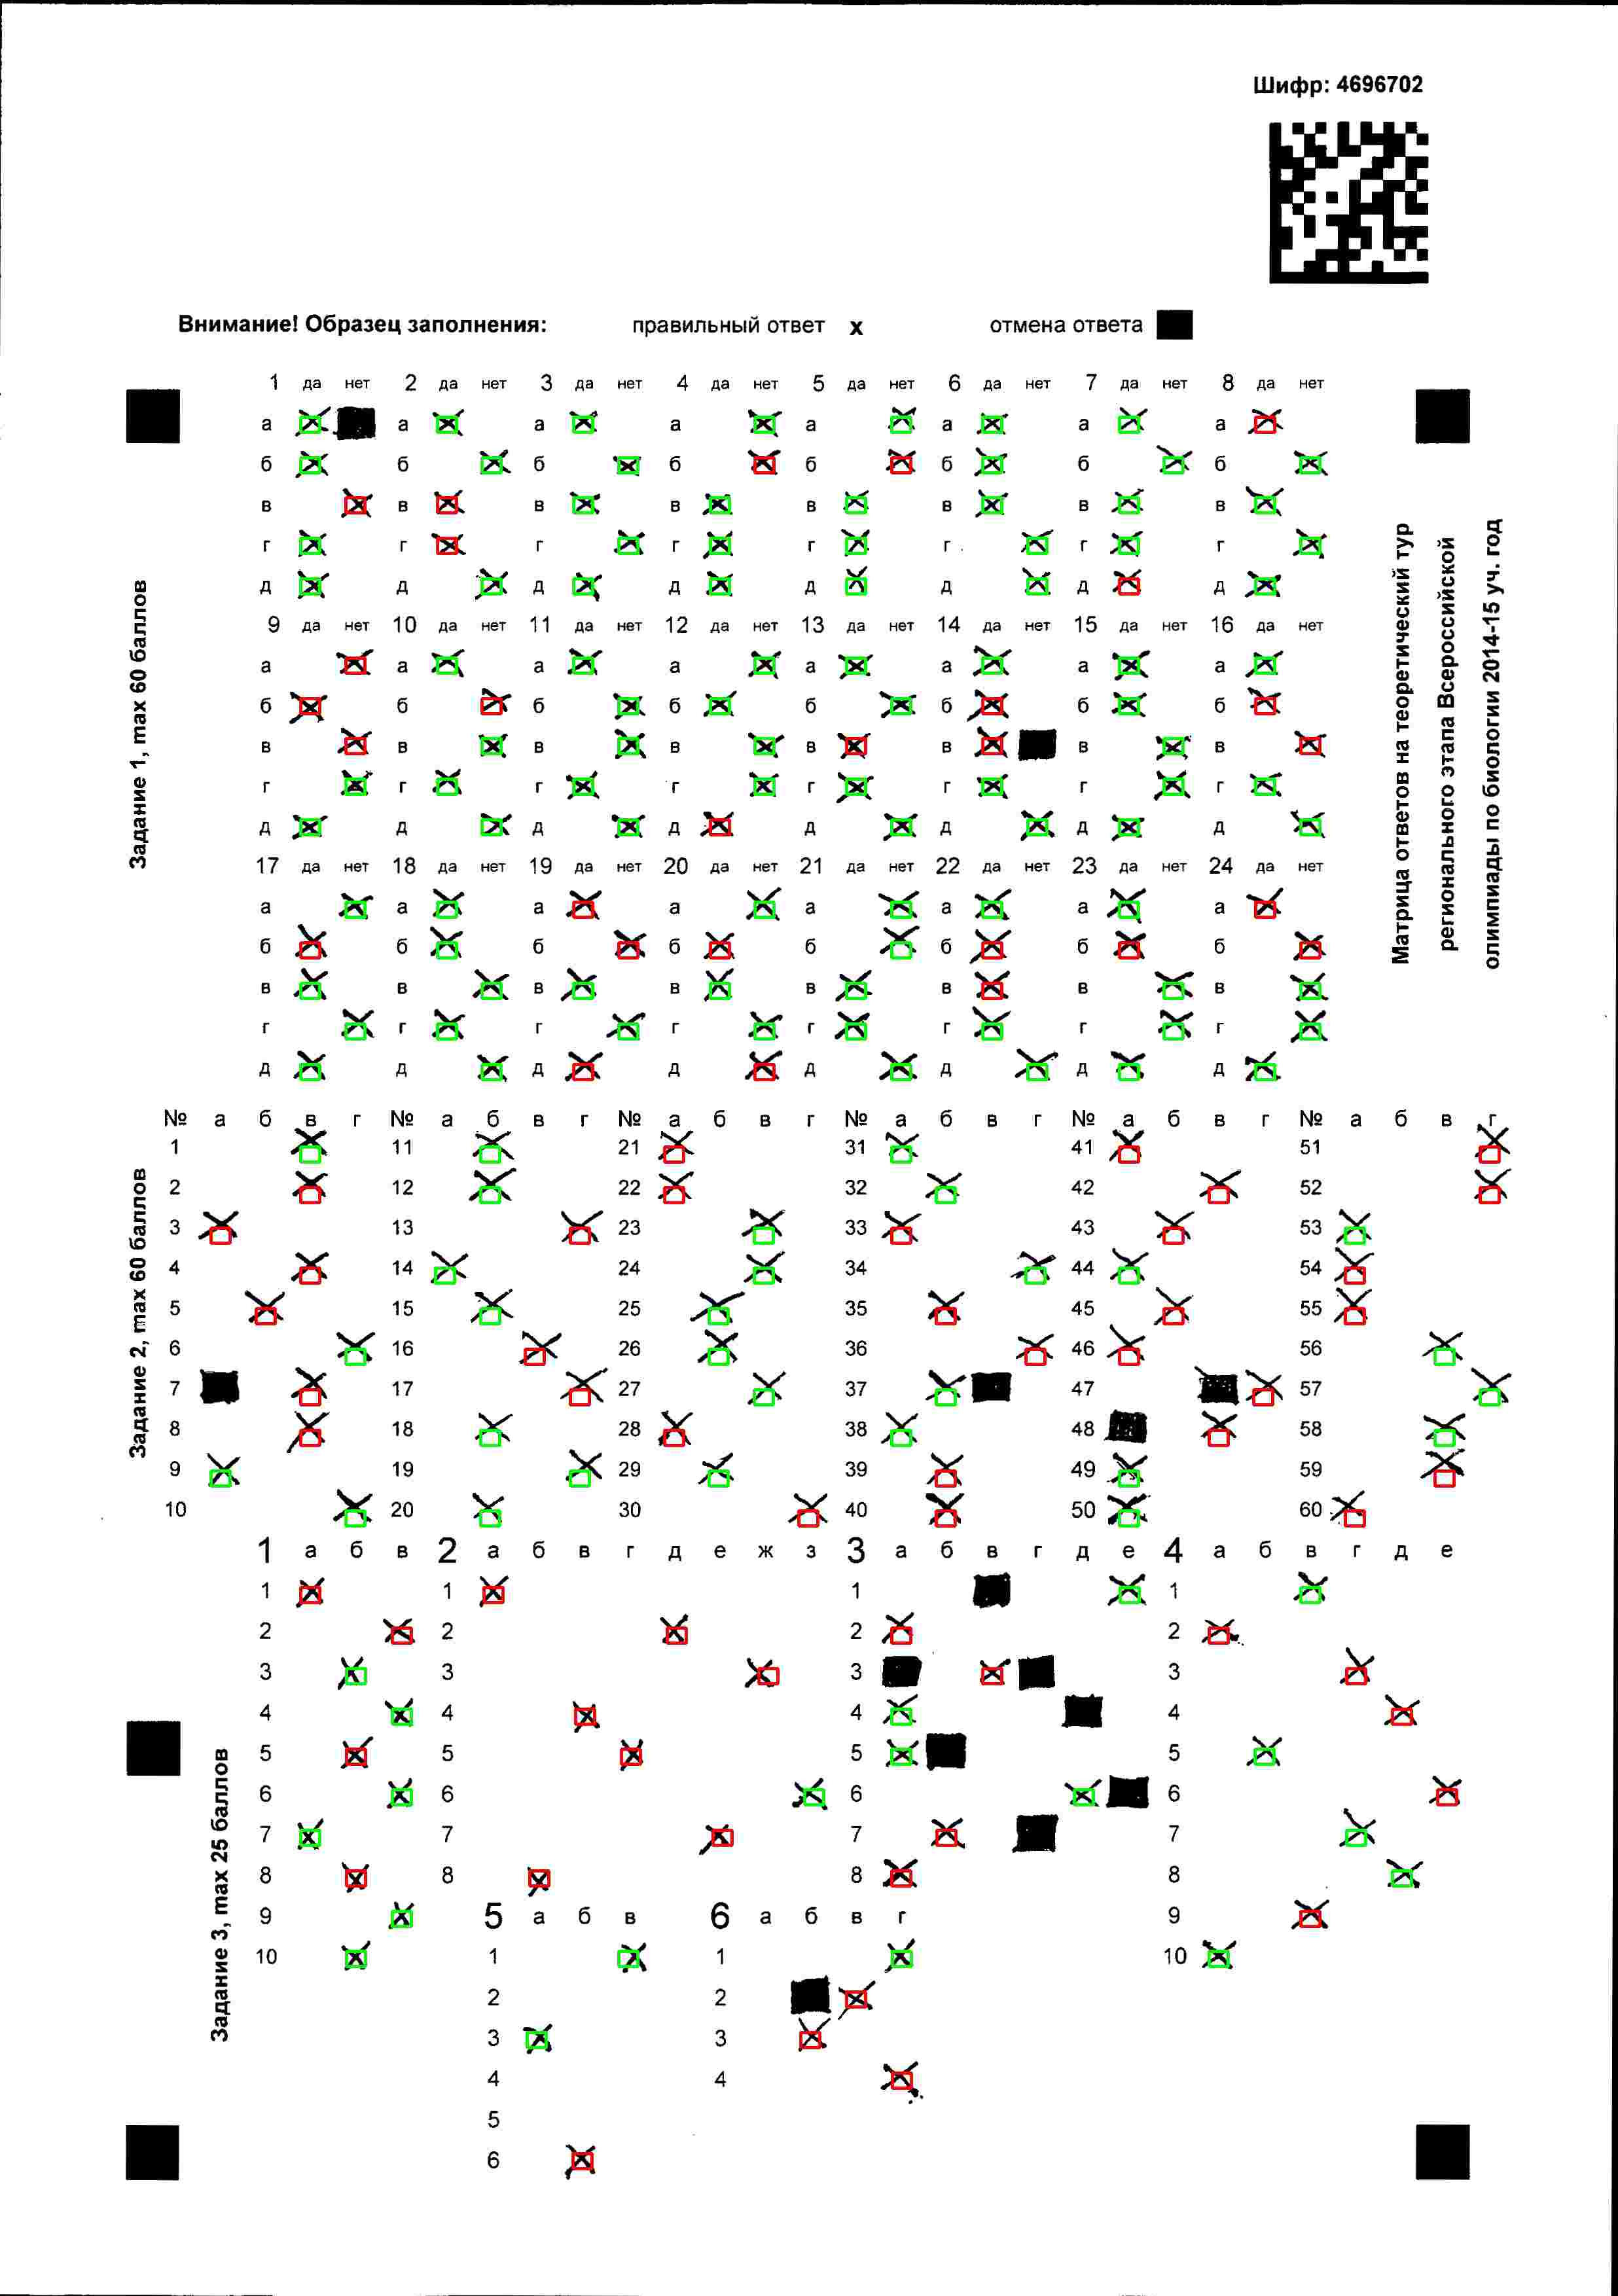 Шифр: 4696702
Внимание! Образец заполнения: правильный ответ x отмена ответа
1 да нет 2 да нет 3 да нет 4 да нет 5 да нет 6 да нет 7 да нет 8 да нет
а а а а а а а а
б б б б б б б б
в в в в в в в в
г г г г г г г г
д д д д д д д д
9 да нет 10 да нет 11 да нет 12 да нет 13 да нет 14 да нет 15 да нет 16 да нет
а а а а а а а а
б б б б б б б б
в в в в в в в в
г г г г г г г г
д д д д д д д д
17 да нет 18 да нет 19 да нет 20 да нет 21 да нет 22 да нет 23 да нет 24 да нет
а а а а а а а а
б б б б б б б б
в в в в в в в в
г г г г г г г г
д д д д д д д д
Задание 1, max 60 баллов
Матрица ответов на теоретический тур
регионального этапа Всероссийской
олимпиады по биологии 2014-15 уч. год
№ а б в г № а б в г № а б в г № а б в г № а б в г № а б в г
1 11 21 31 41 51
2 12 22 32 42 52
3 13 23 33 43 53
4 14 24 34 44 54
5 15 25 35 45 55
6 16 26 36 46 56
7 17 27 37 47 57
8 18 28 38 48 58
9 19 29 39 49 59
10 20 30 40 50 60
Задание 2, max 60 баллов
1 а б в 2 а б в г д е ж з 3 а б в г д е 4 а б в г д е
1 1 1 1
2 2 2 2
3 3 3 3
4 4 4 4
5 5 5 5
6 6 6 6
7 7 7 7
8 8 8 8
9 5 а б в 6 а б в г 9
10 1 1 10
2 2
3 3
4 4
5
6
Задание 3, max 25 баллов